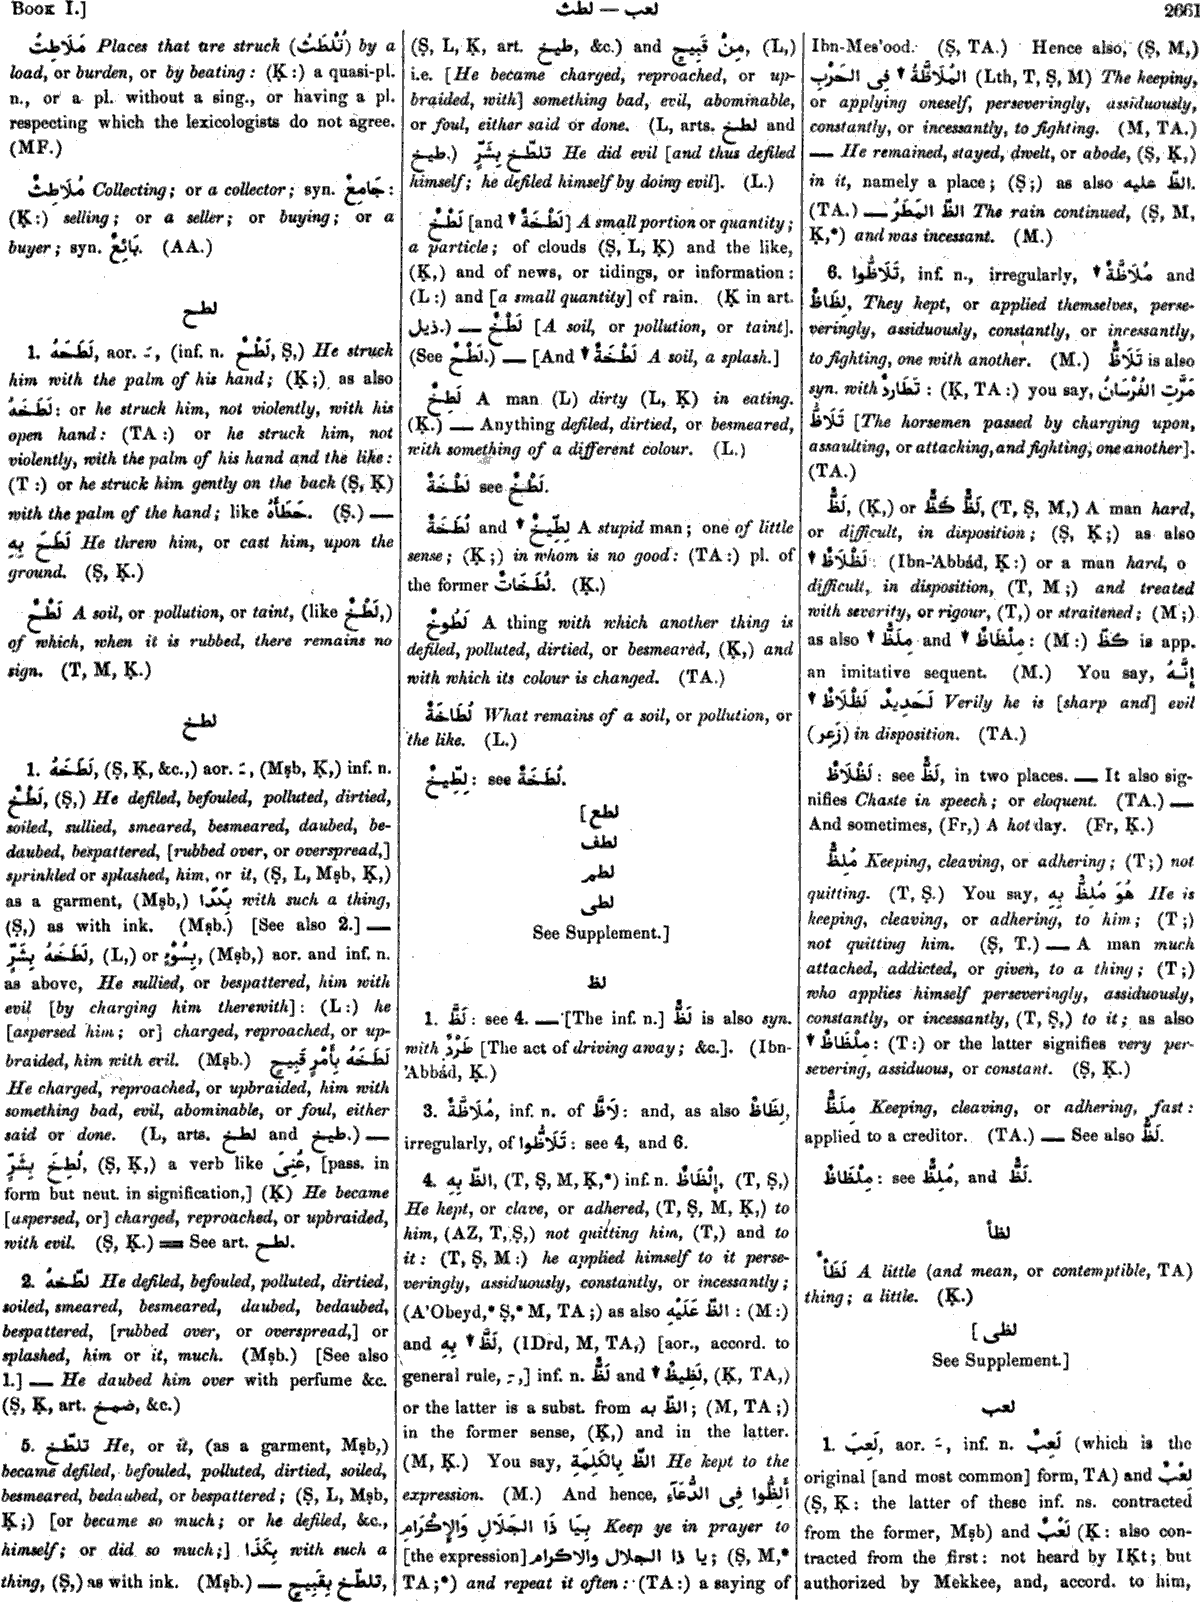 Book I.]
لعب — لطث
2661
مَلَاطِثُ Places that are struck (تُلْطَثُ) by a
load, or burden, or by beating : (Ḳ :) a quasi-pl.
n., or a pl. without a sing., or having a pl.
respecting which the lexicologists do not agree.
(MF.)
مُلَاطِثٌ Collecting ; or a collector ; syn. جَامِعٌ :
(Ḳ :) selling ; or a seller ; or buying ; or a
buyer ; syn. بَائِعٌ. (AA.)
لطح
1. لَطَحَهُ, aor. ـَ, (inf. n. لَطْحٌ, Ṣ,) He struck
him with the palm of his hand ; (Ḳ ;) as also
لَطَخَهُ : or he struck him, not violently, with his
open hand : (TA :) or he struck him, not
violently, with the palm of his hand and the like :
(T :) or he struck him gently on the back (Ṣ, Ḳ)
with the palm of the hand ; like حَطَأَهُ. (Ṣ.) —
لَطَحَ بِهِ He threw him, or cast him, upon the
ground. (Ṣ, Ḳ.)
لَطْحٌ A soil, or pollution, or taint, (like لَطْخٌ,)
of which, when it is rubbed, there remains no
sign. (T, M, Ḳ.)
لطخ
1. لَطَخَهُ, (Ṣ, Ḳ, &c.,) aor. ـَ, (Mṣb, Ḳ,) inf. n.
لَطْخٌ, (Ṣ,) He defiled, befouled, polluted, dirtied,
soiled, sullied, smeared, besmeared, daubed, be-
daubed, bespattered, [rubbed over, or overspread,]
sprinkled or splashed, him, or it, (Ṣ, L, Mṣb, Ḳ,)
as a garment, (Mṣb,) بِكَذَا with such a thing,
(Ṣ,) as with ink. (Mṣb.) [See also 2.] —
لَطَخَهُ بِشَرٍّ, (L,) or بِسُوْءٍ, (Mṣb,) aor. and inf. n.
as above, He sullied, or bespattered, him with
evil [by charging him therewith] : (L :) he
[aspersed him ; or] charged, reproached, or up-
braided, him with evil. (Mṣb.) لَطَخَهُ بِأَمْرٍ قَبِيحٍ
He charged, reproached, or upbraided, him with
something bad, evil, abominable, or foul, either
said or done. (L, arts. لطخ and طيخ.) —
لُطِخَ بِشَرٍّ, (Ṣ, Ḳ,) a verb like عُنِىَ, [pass. in
form but neut. in signification,] (Ḳ) He became
[aspersed, or] charged, reproached, or upbraided,
with evil. (Ṣ, Ḳ.) = See art. لطح.
2. لطّخهُ He defiled, befouled, polluted, dirtied,
soiled, smeared, besmeared, daubed, bedaubed,
bespattered, [rubbed over, or overspread,] or
splashed, him or it, much. (Mṣb.) [See also
1.] — He daubed him over with perfume &c.
(Ṣ, Ḳ, art. ضمخ, &c.)
5. تلطّخ He, or it, (as a garment, Mṣb,)
became defiled, befouled, polluted, dirtied, soiled,
besmeared, bedaubed, or bespattered ; (Ṣ, L, Mṣb,
Ḳ ;) [or became so much ; or he defiled, &c.,
himself ; or did so much ;] بِكَذَا with such a
thing, (Ṣ,) as with ink. (Mṣb.) — تلطّخ بِقَبِيحٍ,
(Ṣ, L, Ḳ, art. طيخ, &c.) and مِنْ قَبِيحٍ, (L,)
i.e. [He became charged, reproached, or up-
braided, with] something bad, evil, abominable,
or foul, either said or done. (L, arts. لطخ and
طيخ.) تلطّخ بِشَرٍّ He did evil [and thus defiled
himself ; he defiled himself by doing evil]. (L.)
لَطْخٌ [and ▼ لَطْخَةٌ] A small portion or quantity ;
a particle ; of clouds (Ṣ, L, Ḳ) and the like,
(Ḳ,) and of news, or tidings, or information :
(L :) and [a small quantity] of rain. (Ḳ in art.
ذيل.) — لَطْخٌ [A soil, or pollution, or taint].
(See لَطْحٌ.) — [And ▼ لَطْخَةٌ A soil, a splash.]
لَطِخٌ A man (L) dirty (L, Ḳ) in eating.
(Ḳ.) — Anything defiled, dirtied, or besmeared,
with something of a different colour. (L.)
لَطْخَةٌ see لَطْخٌ.
لُطَخَةٌ and ▼ لِطِّيخٌ A stupid man ; one of little
sense ; (Ḳ ;) in whom is no good : (TA :) pl. of
the former لُطَخَاتٌ. (Ḳ.)
لَطُوخٌ A thing with which another thing is
defiled, polluted, dirtied, or besmeared, (Ḳ,) and
with which its colour is changed. (TA.)
لُطَاخَةٌ What remains of a soil, or pollution, or
the like. (L.)
لِطِّيخٌ : see لُطَخَةٌ.
[لطع
لطف
لطم
لطى
See Supplement.]
لظ
1. لَظَّ : see 4. — [The inf. n.] لَظٌّ is also syn.
with طَرْدٌ [The act of driving away ; &c.]. (Ibn-
'Abbád, Ḳ.)
3. مُلَاظَّةٌ, inf. n. of لَاظَّ : and, as also لِظَاظٌ,
irregularly, of تَلَاظُّوا : see 4, and 6.
4. الظّ بِهِ, (T, Ṣ, M, Ḳ,*) inf. n. إِلْظَاظٌ, (T, Ṣ,)
He kept, or clave, or adhered, (T, Ṣ, M, Ḳ,) to
him, (AZ, T, Ṣ,) not quitting him, (T,) and to
it : (T, Ṣ, M :) he applied himself to it perse-
veringly, assiduously, constantly, or incessantly ;
(A'Obeyd,* Ṣ,* M, TA ;) as also الظّ عَلَيْهِ : (M :)
and ▼ لَظَّ بِهِ, (IDrd, M, TA,) [aor., accord. to
general rule, ـِ,] inf. n. لَظٌّ and ▼ لَظِيظٌ, (Ḳ, TA,)
or the latter is a subst. from الظّ به ; (M, TA ;)
in the former sense, (Ḳ,) and in the latter.
(M, Ḳ.) You say, الظّ بِالكَلِمَةِ He kept to the
expression. (M.) And hence, أَلِظُّوا فِى الدُّعَآءِ
بِيَا ذَا الجَلَالِ وَالإِكْرَامِ Keep ye in prayer to
[the expression] يا ذا الجلال والاكرام ; (Ṣ, M,*
TA ;*) and repeat it often : (TA :) a saying of
Ibn-Mes'ood. (Ṣ, TA.) Hence also, (Ṣ, M,)
▼ المُلَاظَّةُ فِى الحَرْبِ (Lth, T, Ṣ, M) The keeping,
or applying oneself, perseveringly, assiduously,
constantly, or incessantly, to fighting. (M, TA.)
— He remained, stayed, dwelt, or abode, (Ṣ, Ḳ,)
in it, namely a place ; (Ṣ ;) as also الظّ عليه.
(TA.) — الظّ المَطَرُ The rain continued, (Ṣ, M,
Ḳ,*) and was incessant. (M.)
6. تَلَاظُّوا, inf. n., irregularly, ▼ مُلَاظَّةٌ and
لِظَاظٌ, They kept, or applied themselves, perse-
veringly, assiduously, constantly, or incessantly,
to fighting, one with another. (M.) تَلَاظٌّ is also
syn. with تَطَارُدٌ : (Ḳ, TA :) you say, مَرَّتِ الفُرْسَانُ
تَلَاظُّ [The horsemen passed by charging upon,
assaulting, or attacking, and fighting, one another].
(TA.)
لَظٌّ, (Ḳ,) or لَظٌّ كَظٌّ, (T, Ṣ, M,) A man hard,
or difficult, in disposition ; (Ṣ, Ḳ ;) as also
▼ لَظْلَاظٌ : (Ibn-'Abbád, Ḳ :) or a man hard, o
difficult, in disposition, (T, M ;) and treated
with severity, or rigour, (T,) or straitened ; (M ;)
as also ▼ مِلَظٌّ and ▼ مِلْظَاظٌ : (M :) كَظّ is app.
an imitative sequent. (M.) You say, إِنَّهُ
▼ لَحَدِيدٌ لَظْلَاظٌ Verily he is [sharp and] evil
(زَعِر) in disposition. (TA.)
لَظْلَاظٌ : see لَظٌّ, in two places. — It also sig-
nifies Chaste in speech ; or eloquent. (TA.) —
And sometimes, (Fr,) A hot day. (Fr, Ḳ.)
مُلِظٌّ Keeping, cleaving, or adhering ; (T ;) not
quitting. (T, Ṣ.) You say, هُوَ مُلِظٌّ بِهِ He is
keeping, cleaving, or adhering, to him ; (T ;)
not quitting him. (Ṣ, T.) — A man much
attached, addicted, or given, to a thing ; (T ;)
who applies himself perseveringly, assiduously,
constantly, or incessantly, (T, Ṣ,) to it ; as also
▼ مِلْظَاظٌ : (T :) or the latter signifies very per-
severing, assiduous, or constant. (Ṣ, Ḳ.)
مِلَظٌّ Keeping, cleaving, or adhering, fast :
applied to a creditor. (TA.) — See also لَظٌّ.
مِلْظَاظٌ : see مُلِظٌّ, and لَظٌّ.
لظأ
لَظَأٌ A little (and mean, or contemptible, TA)
thing ; a little. (Ḳ.)
[لظى
See Supplement.]
لعب
1. لَعِبَ, aor. ـَ, inf. n. لَعِبٌ (which is the
original [and most common] form, TA) and لَعْبٌ
(Ṣ, Ḳ : the latter of these inf. ns. contracted
from the former, Mṣb) and لِعْبٌ (Ḳ : also con-
tracted from the first : not heard by IḲt ; but
authorized by Mekkee, and, accord. to him,